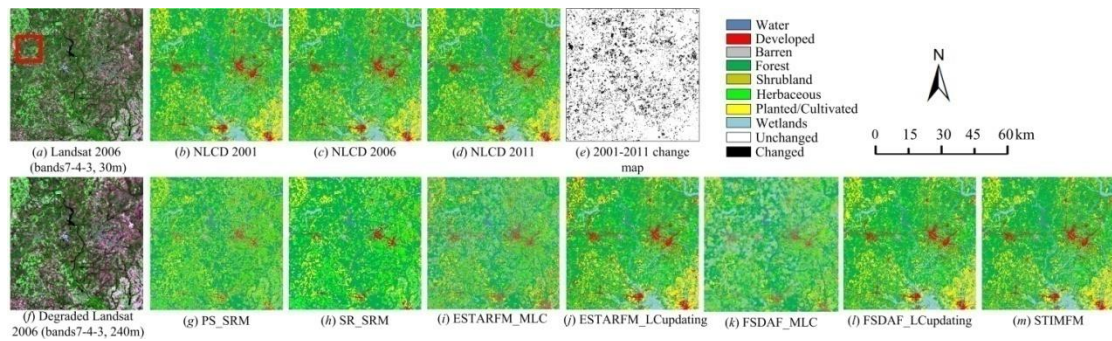 Water
Developed
Barren
Forest
Shrubland
Herbaceous
Planted/Cultivated
Wetlands
Unchanged
Changed
N
0 15 30 60 km
(a) Landsat 2006
(bands7-4-3, 30m)
(b) NLCD 2001
(c) NLCD 2006
(d) NLCD 2011
(e) 2001-2011 change
map
(f) Degraded Landsat
2006 (bands7-4-3, 240m)
(g) PS_SRM
(h) SR_SRM
(i) ESTARFM_MLC
(j) ESTARFM_LCupdating
(k) FSDAF_MLC
(l) FSDAF_LCupdating
(m) STIMFM